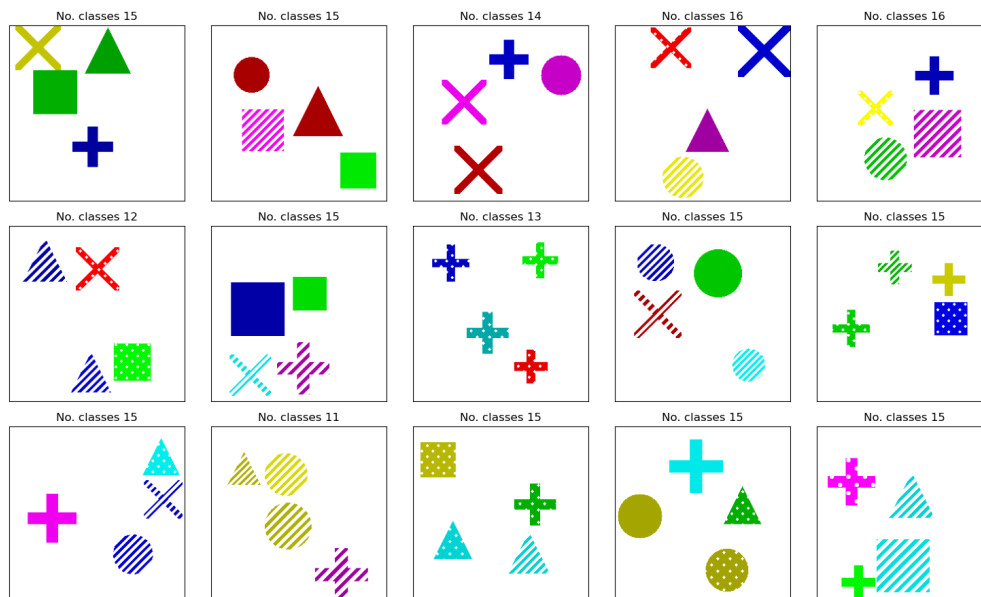 No. classes 15
No. classes 15
No. classes 14
No. classes 16
No. classes 16
No. classes 12
No. classes 15
No. classes 13
No. classes 15
No. classes 15
No. classes 15
No. classes 11
No. classes 15
No. classes 15
No. classes 15